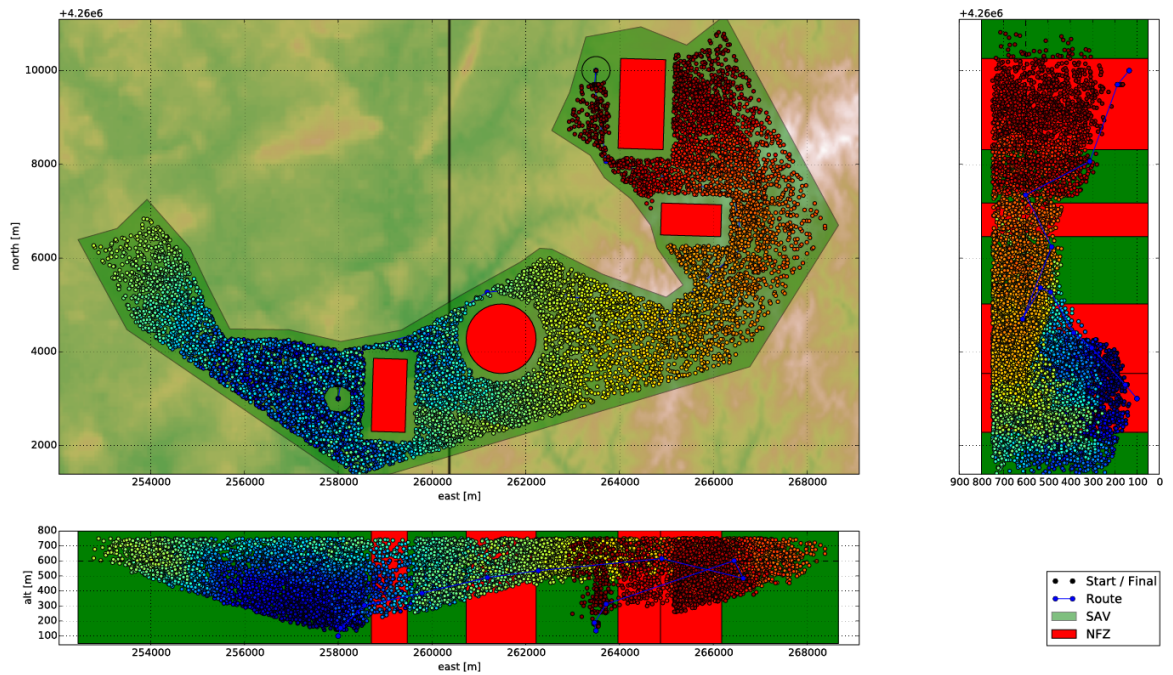 +4.26e6
10000
8000
6000
4000
2000
north [m]
254000 256000 258000 260000 262000 264000 266000 268000
east [m]
+4.26e6
900 800 700 600 500 400 300 200 100 0
800
700
600
500
400
300
200
100
alt [m]
254000 256000 258000 260000 262000 264000 266000 268000
east [m]
Start / Final
Route
SAV
NFZ